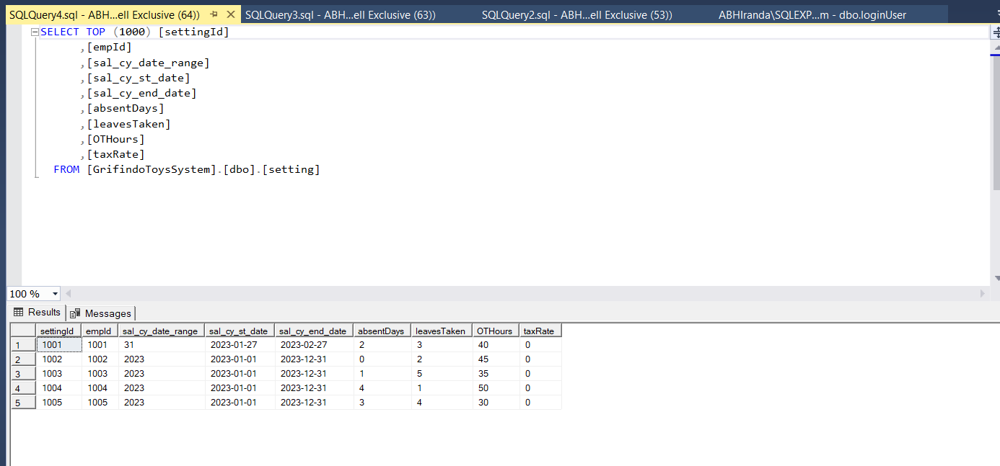 SQLQuery4.sql - ABH...ell Exclusive (64)) SQLQuery3.sql - ABH...ell Exclusive (63)) SQLQuery2.sql - ABH...ell Exclusive (53)) ABHIranda\SQLEXP...m - dbo.loginUser
SELECT TOP (1000) [settingId]
,[empId]
,[sal_cy_date_range]
,[sal_cy_st_date]
,[sal_cy_end_date]
,[absentDays]
,[leavesTaken]
,[OTHours]
,[taxRate]
FROM [GrifindoToysSystem].[dbo].[setting]
100 %
Results Messages
settingId empId sal_cy_date_range sal_cy_st_date sal_cy_end_date absentDays leavesTaken OTHours taxRate
1 1001 1001 31 2023-01-27 2023-02-27 2 3 40 0
2 1002 1002 2023 2023-01-01 2023-12-31 0 2 45 0
3 1003 1003 2023 2023-01-01 2023-12-31 1 5 35 0
4 1004 1004 2023 2023-01-01 2023-12-31 4 1 50 0
5 1005 1005 2023 2023-01-01 2023-12-31 3 4 30 0